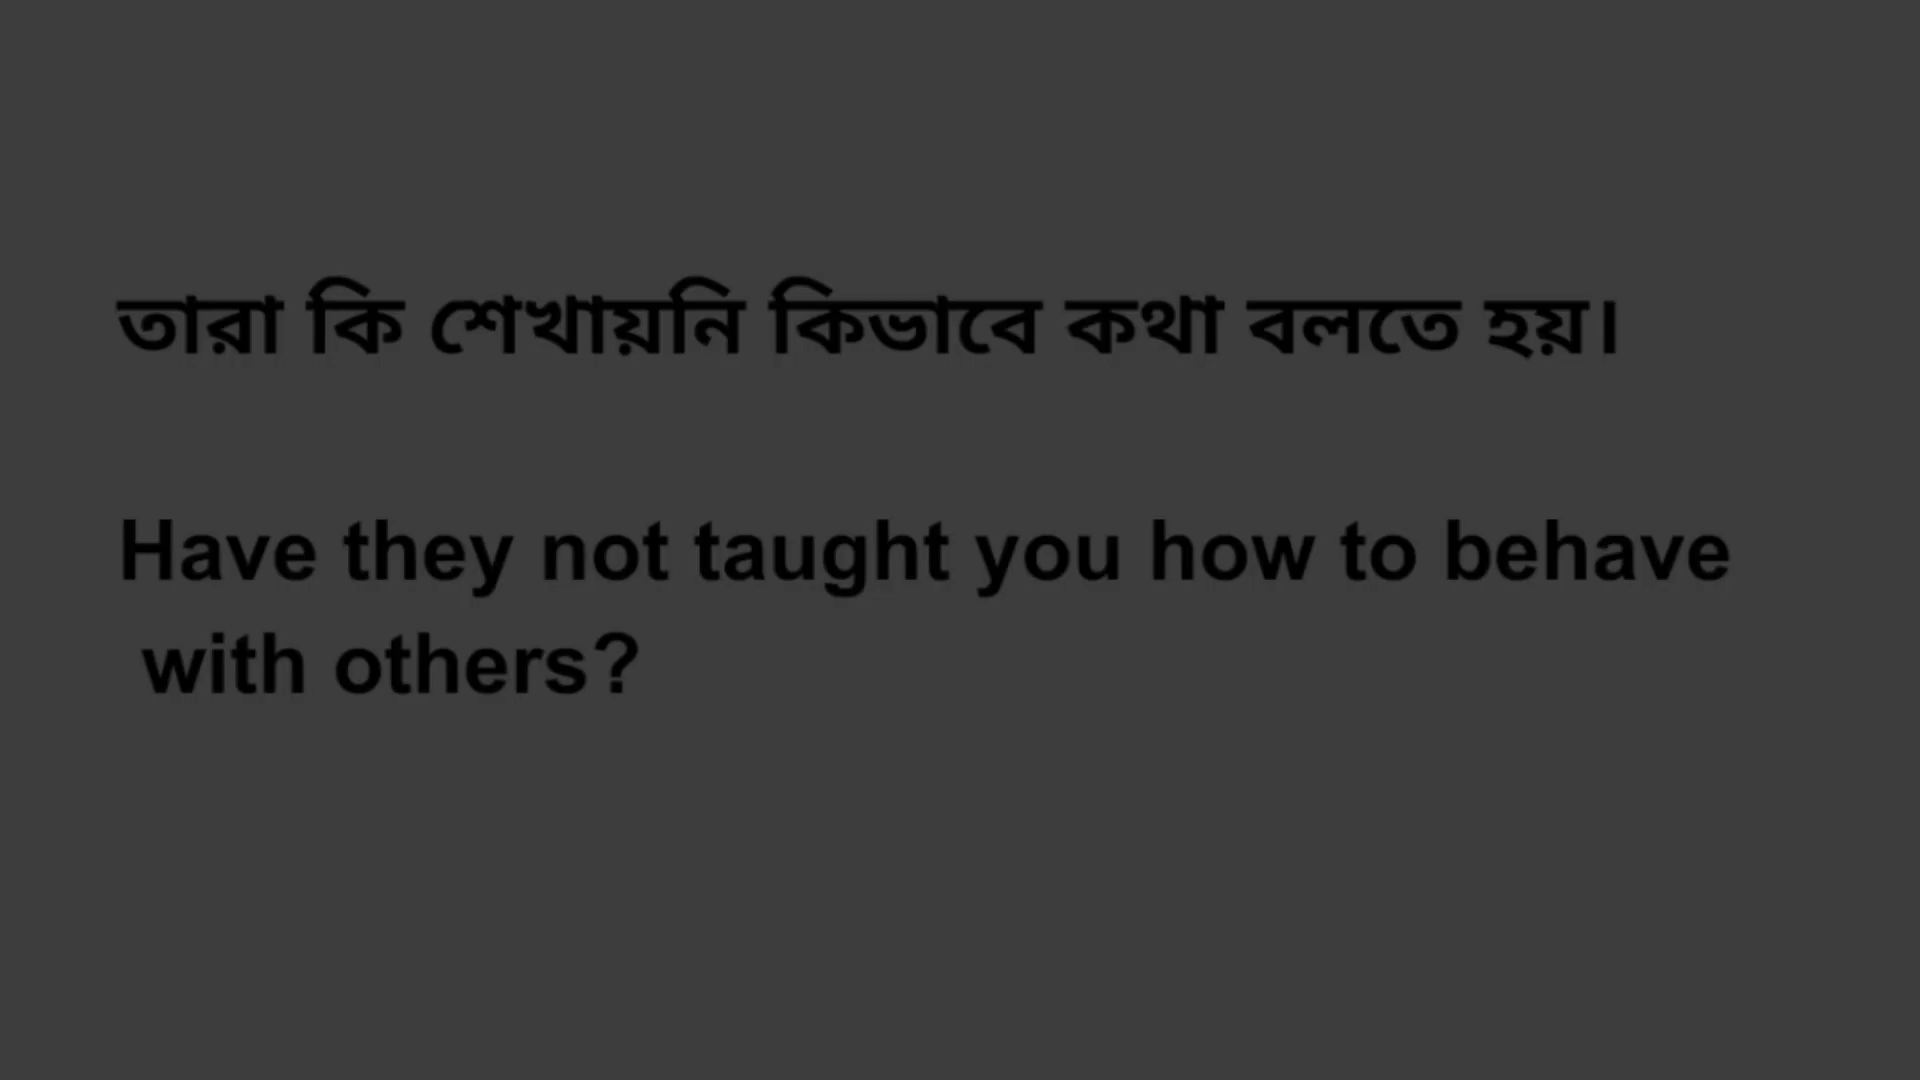 তারা কি শেখায়নি কিভাবে কথা বলতে হয়।
Have they not taught you how to behave
with others?